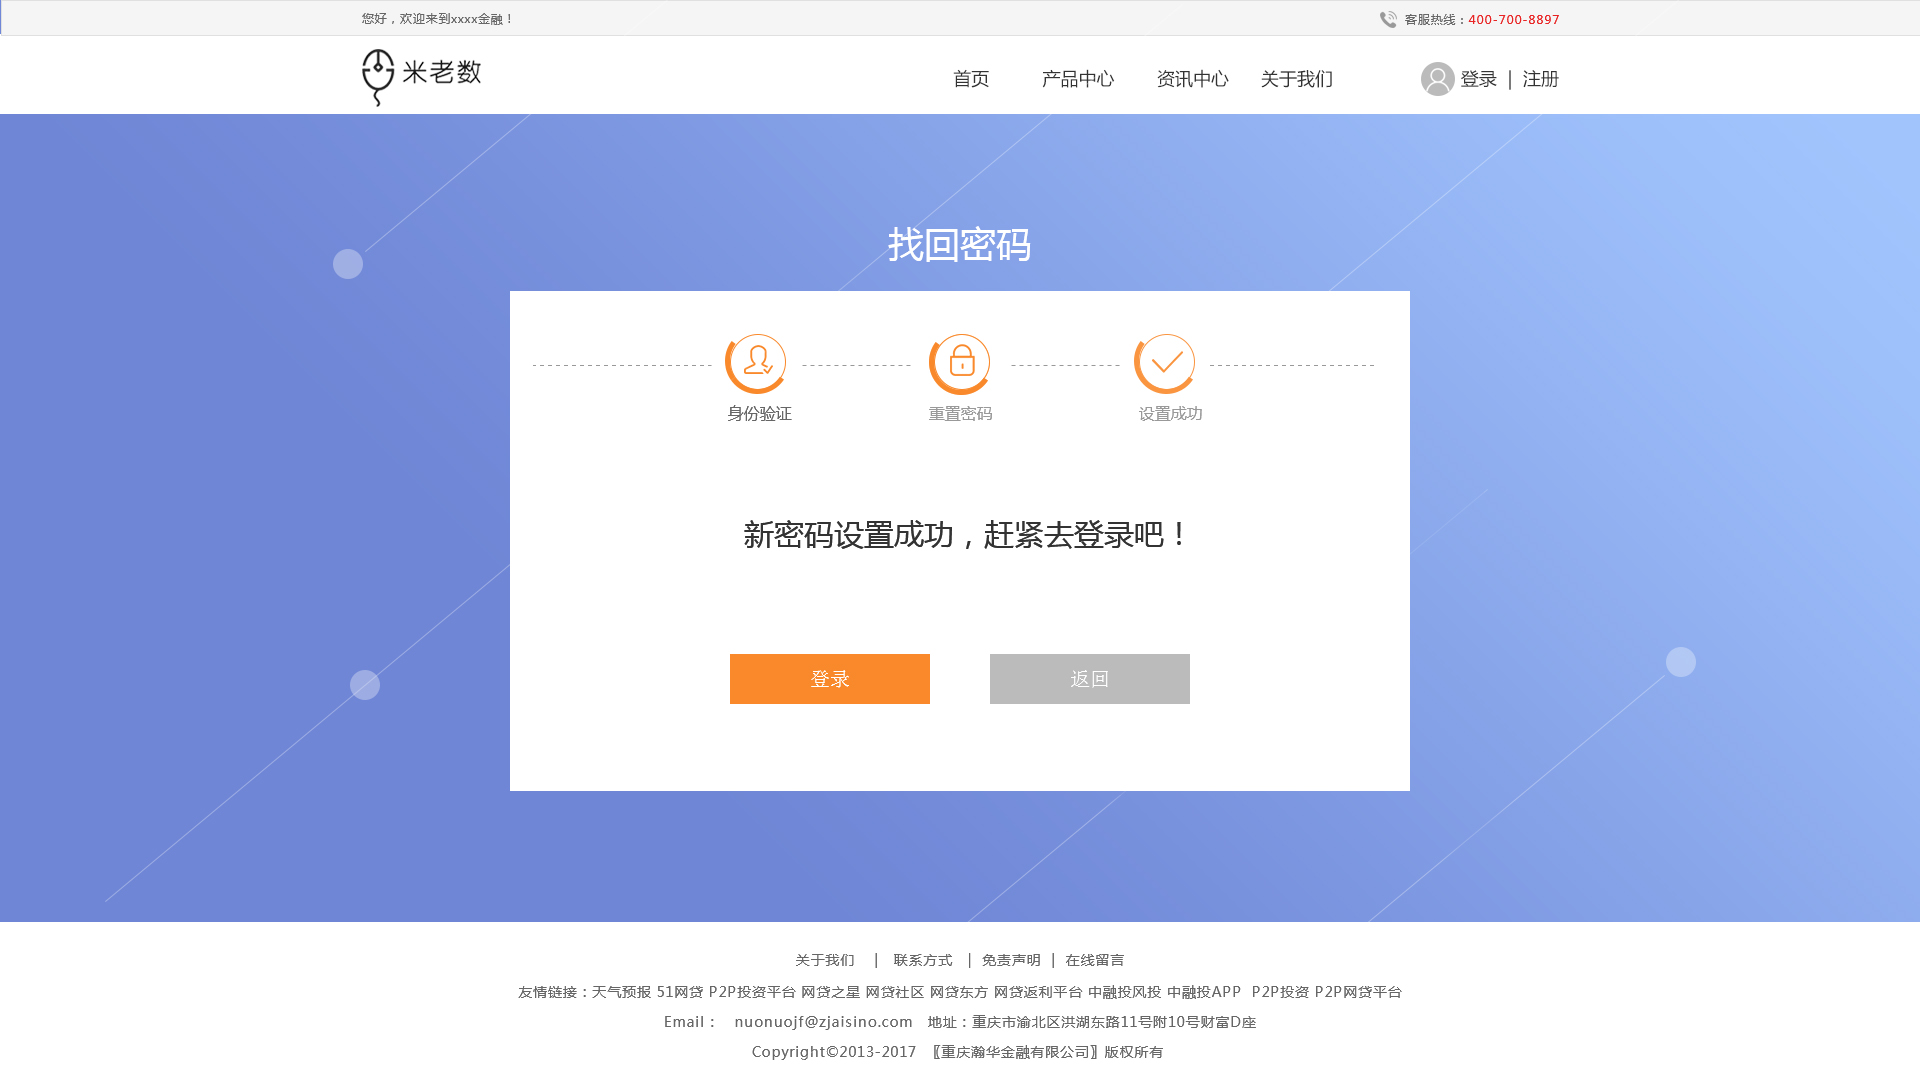 您好，欢迎来到xxxx金融！
客服热线：400-700-8897
米老数
首页 产品中心 资讯中心 关于我们 登录 | 注册
找回密码
身份验证 重置密码 设置成功
新密码设置成功，赶紧去登录吧！
登录 返回
关于我们 | 联系方式 | 免责声明 | 在线留言
友情链接：天气预报 51网贷 P2P投资平台 网贷之星 网贷社区 网贷东方 网贷返利平台 中融投风投 中融投APP P2P投资 P2P网贷平台
Email： nuonuojf@zjaisino.com 地址：重庆市渝北区洪湖东路11号附10号财富D座
Copyright©2013-2017 〖重庆瀚华金融有限公司〗版权所有